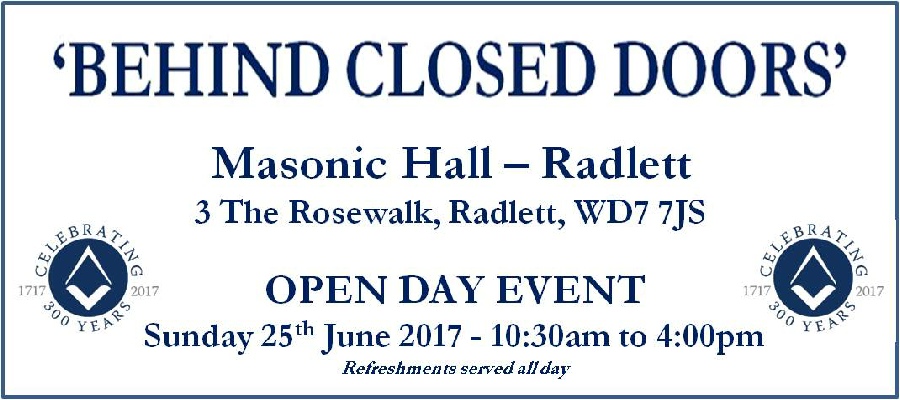 ‘BEHIND CLOSED DOORS’
Masonic Hall – Radlett
3 The Rosewalk, Radlett, WD7 7JS
CELEBRATING
1717 2017
300 YEARS
CELEBRATING
1717 2017
300 YEARS
OPEN DAY EVENT
Sunday 25th June 2017 - 10:30am to 4:00pm
Refreshments served all day